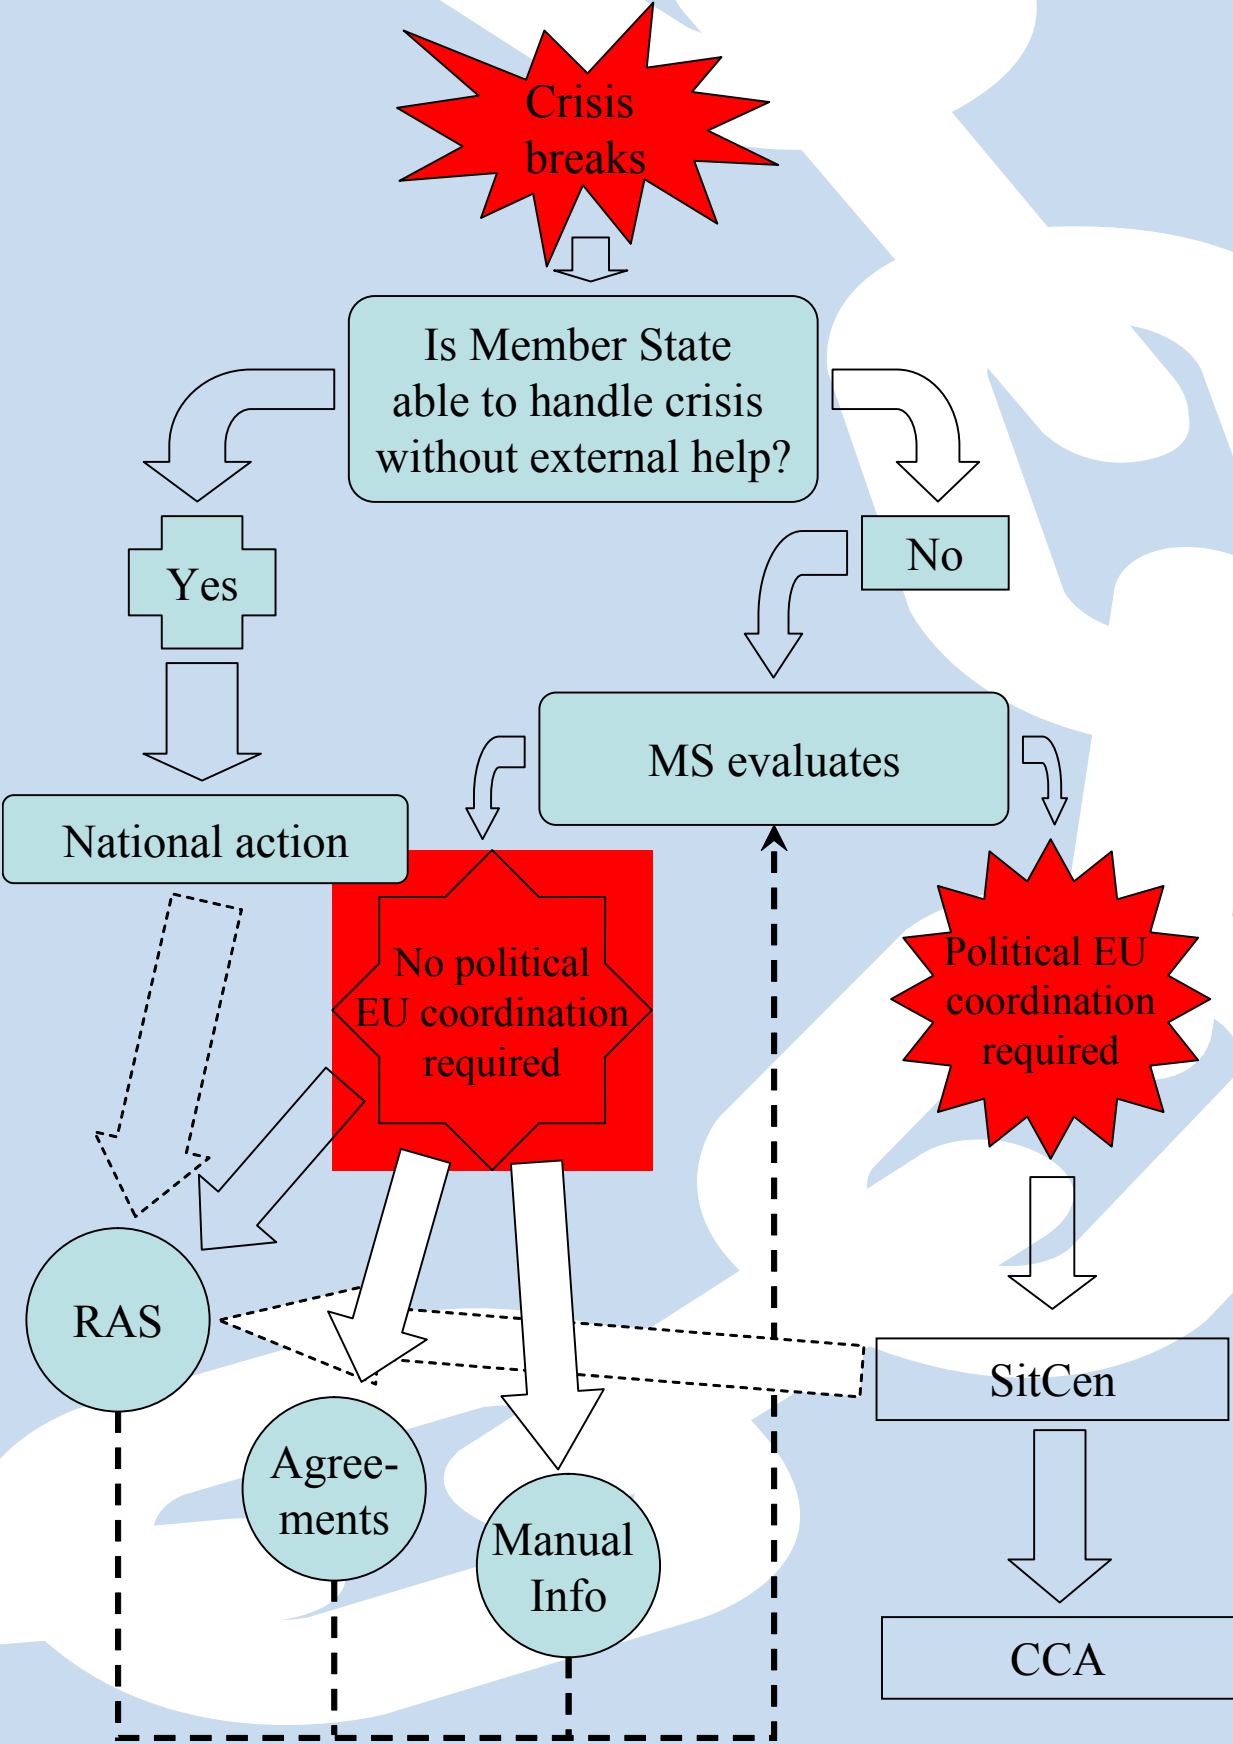 Crisis
breaks
Is Member State
able to handle crisis
without external help?
Yes
No
MS evaluates
National action
No political
EU coordination
required
Political EU
coordination
required
RAS
SitCen
Agree-
ments
Manual
Info
CCA